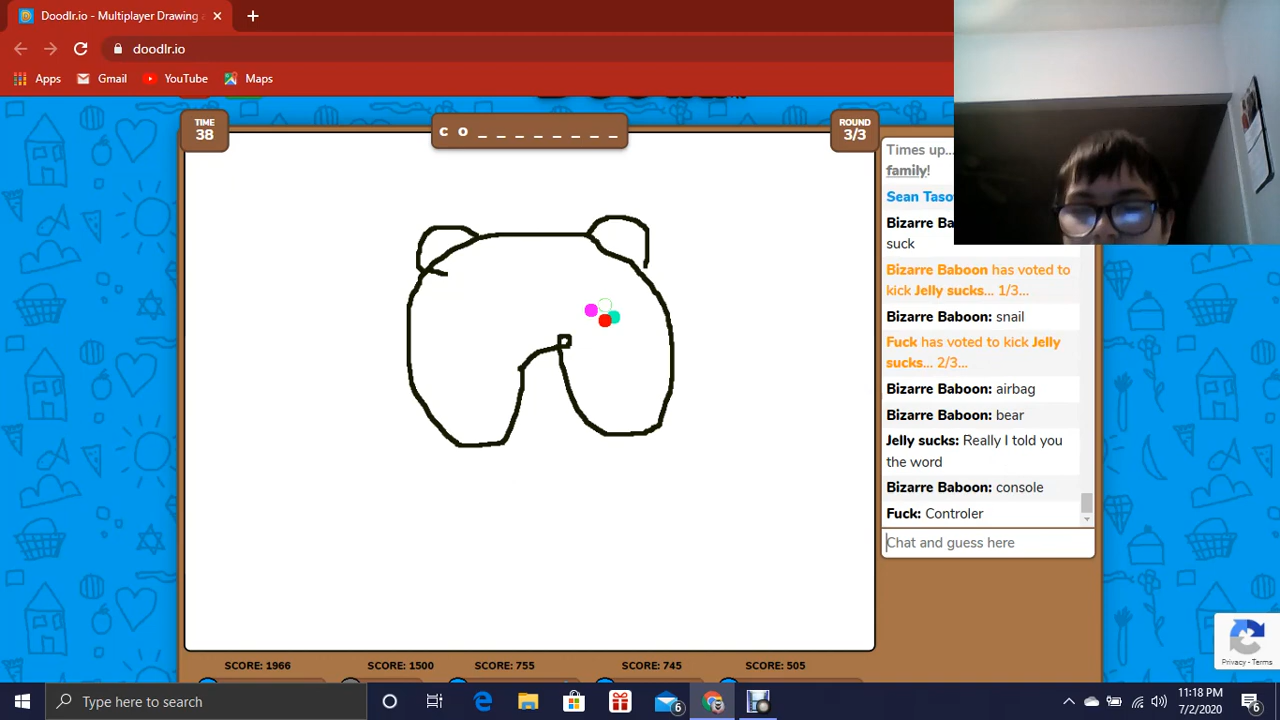 Doodlr.io - Multiplayer Drawing
doodlr.io
Apps Gmail YouTube Maps
TIME
38
c o _ _ _ _ _ _ _ _
ROUND
3/3
Times up...
family!
Sean Taso
Bizarre Ba
suck
Bizarre Baboon has voted to
kick Jelly sucks... 1/3...
Bizarre Baboon: snail
Fuck has voted to kick Jelly
sucks... 2/3...
Bizarre Baboon: airbag
Bizarre Baboon: bear
Jelly sucks: Really I told you
the word
Bizarre Baboon: console
Fuck: Controler
Chat and guess here
Privacy - Terms
SCORE: 1966 SCORE: 1500 SCORE: 755 SCORE: 745 SCORE: 505
Type here to search
6
11:18 PM
7/2/2020
6